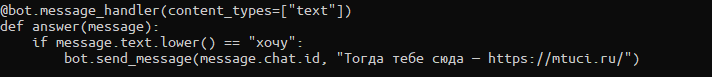 @bot.message_handler(content_types=["text"])
def answer(message):
    if message.text.lower() == "хочу":
        bot.send_message(message.chat.id, "Тогда тебе сюда – https://mtuci.ru/")